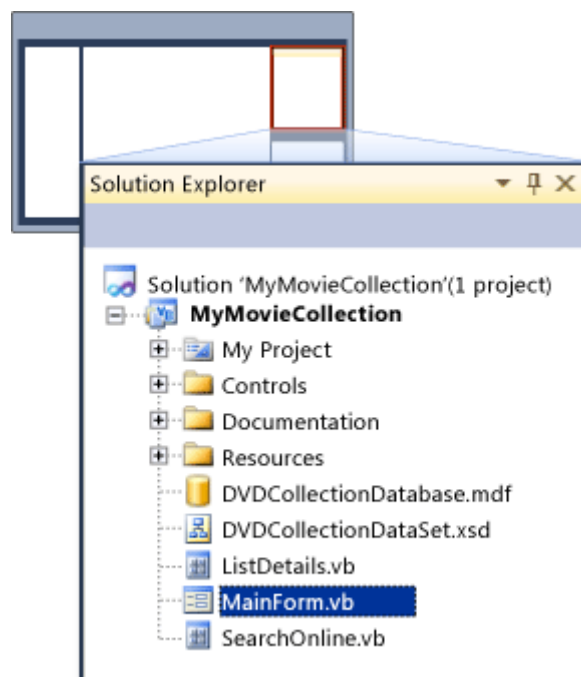 Solution Explorer
Solution 'MyMovieCollection'(1 project)
MyMovieCollection
My Project
Controls
Documentation
Resources
DVDCollectionDatabase.mdf
DVDCollectionDataSet.xsd
ListDetails.vb
MainForm.vb
SearchOnline.vb